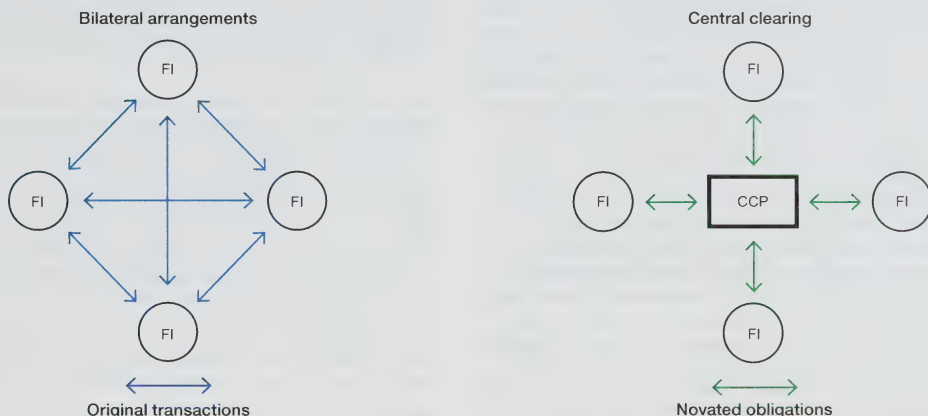 Bilateral arrangements
FI
FI
FI
FI
Original transactions
Central clearing
FI
FI
CCP
FI
FI
Novated obligations